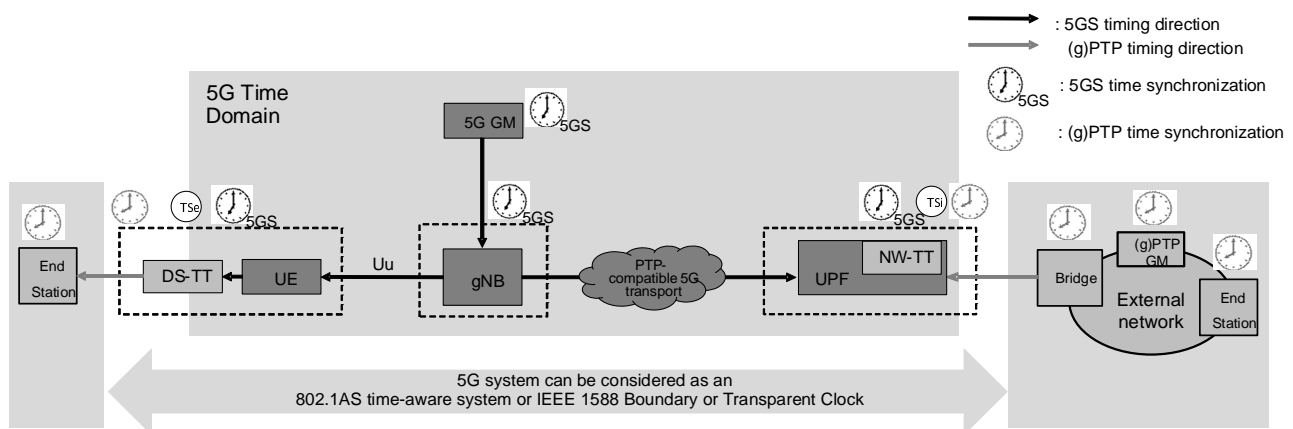 : 5GS timing direction
(g)PTP timing direction
5GS
: 5GS time synchronization
: (g)PTP time synchronization
5G Time
Domain
5G GM
5GS
5GS
TSe
5GS
5GS
TSi
End
Station
DS-TT
UE
Uu
gNB
PTP-
compatible 5G
transport
UPF
NW-TT
Bridge
(g)PTP
GM
External
network
End
Station
5G system can be considered as an
802.1AS time-aware system or IEEE 1588 Boundary or Transparent Clock